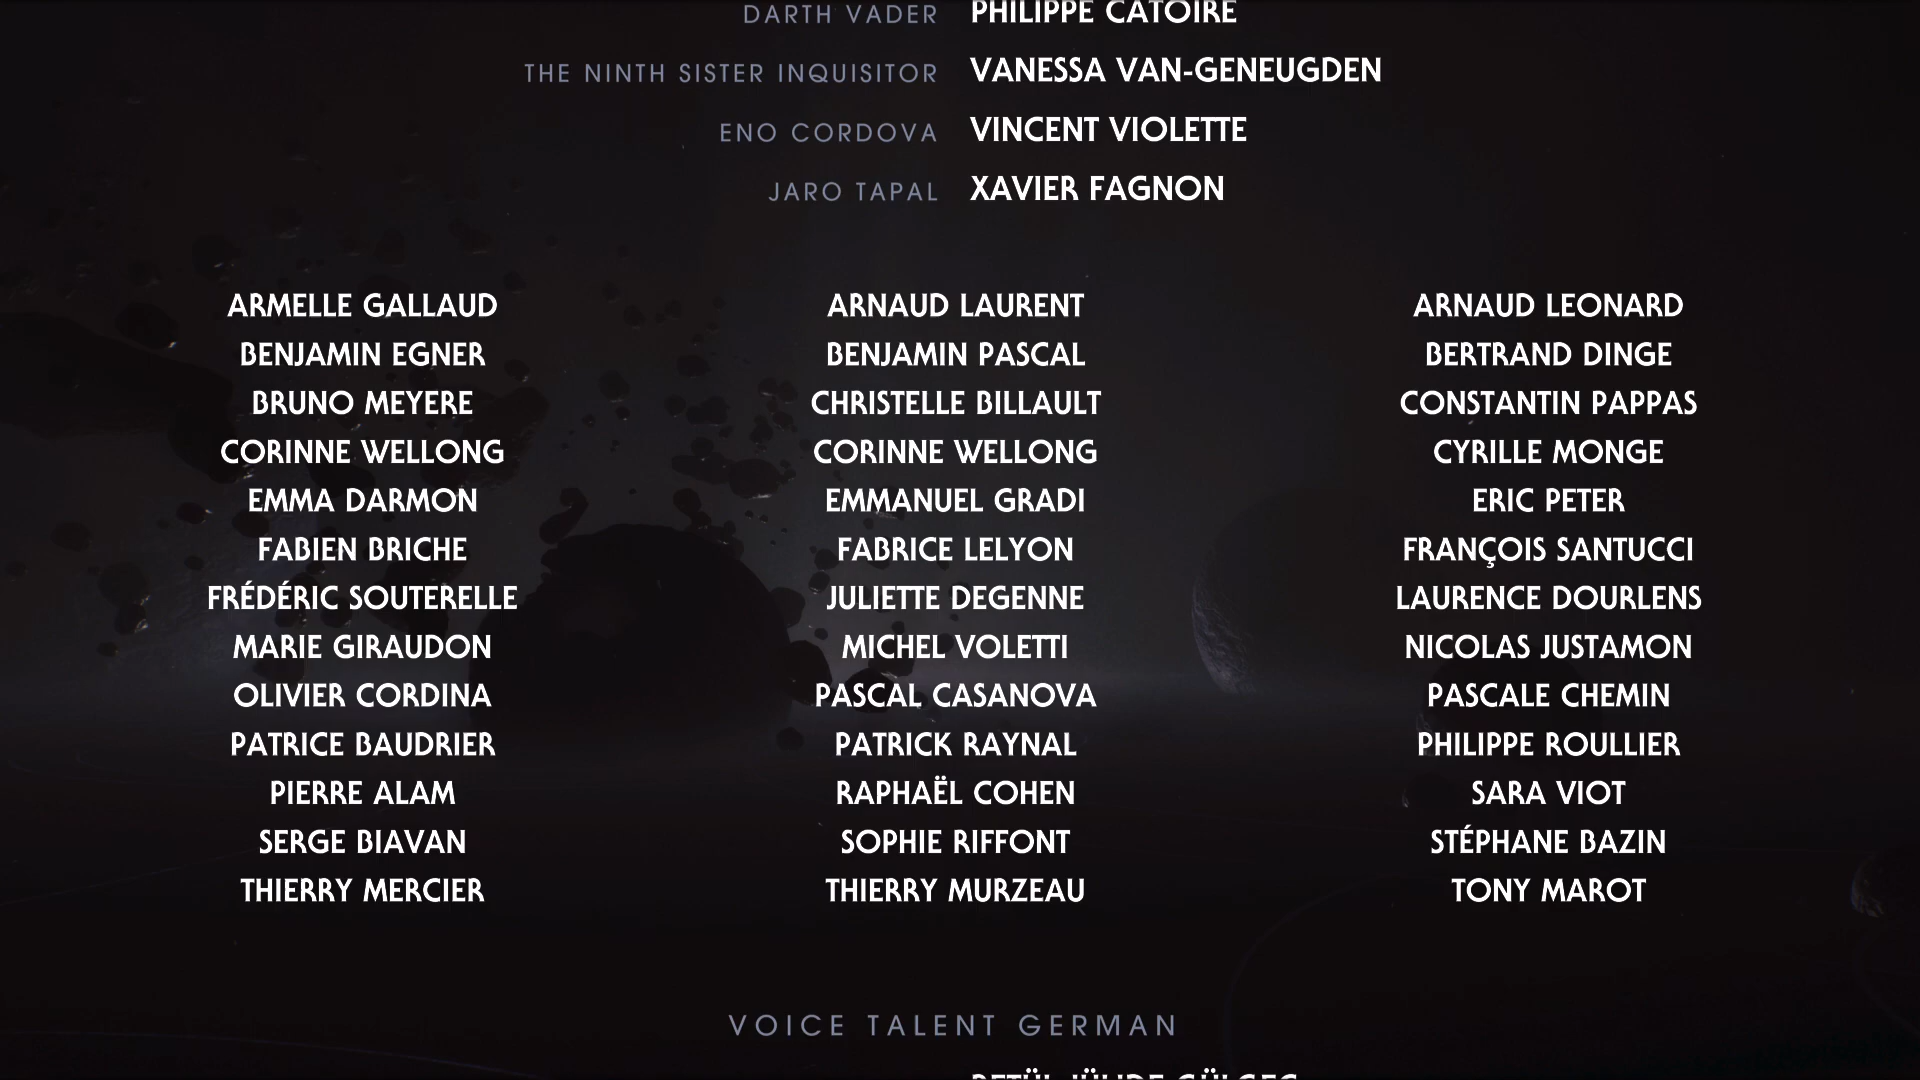 DARTH VADER PHILIPPE CATOIRE
THE NINTH SISTER INQUISITOR VANESSA VAN-GENEUGDEN
ENO CORDOVA VINCENT VIOLETTE
JARO TAPAL XAVIER FAGNON
ARMELLE GALLAUD ARNAUD LAURENT ARNAUD LEONARD
BENJAMIN EGNER BENJAMIN PASCAL BERTRAND DINGE
BRUNO MEYERE CHRISTELLE BILLAULT CONSTANTIN PAPPAS
CORINNE WELLONG CORINNE WELLONG CYRILLE MONGE
EMMA DARMON EMMANUEL GRADI ERIC PETER
FABIEN BRICHE FABRICE LELYON FRANÇOIS SANTUCCI
FRÉDÉRIC SOUTERELLE JULIETTE DEGENNE LAURENCE DOURLENS
MARIE GIRAUDON MICHEL VOLETTI NICOLAS JUSTAMON
OLIVIER CORDINA PASCAL CASANOVA PASCALE CHEMIN
PATRICE BAUDRIER PATRICK RAYNAL PHILIPPE ROULLIER
PIERRE ALAM RAPHAËL COHEN SARA VIOT
SERGE BIAVAN SOPHIE RIFFONT STÉPHANE BAZIN
THIERRY MERCIER THIERRY MURZEAU TONY MAROT
VOICE TALENT GERMAN